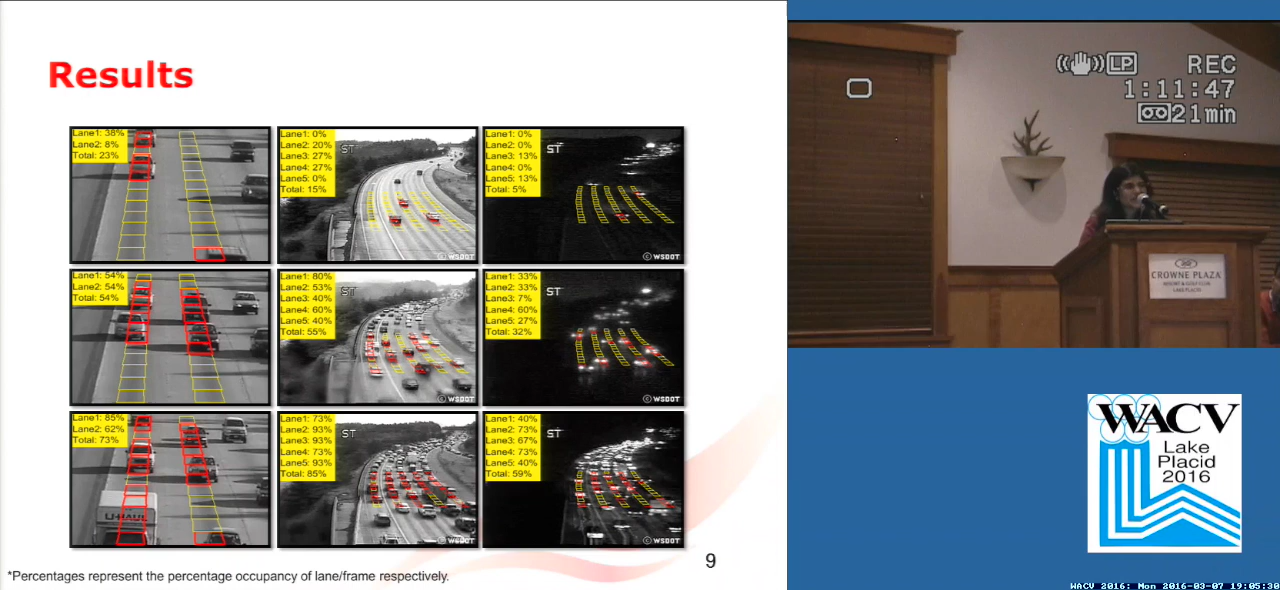 Results
Lane1: 38%
Lane2: 8%
Total: 23%
Lane1: 0%
Lane2: 20%
Lane3: 27%
Lane4: 27%
Lane5: 0%
Total: 15%
ST
© WSDOT
Lane1: 0%
Lane2: 0%
Lane3: 13%
Lane4: 0%
Lane5: 13%
Total: 5%
ST
© WSDOT
Lane1: 54%
Lane2: 54%
Total: 54%
Lane1: 80%
Lane2: 53%
Lane3: 40%
Lane4: 60%
Lane5: 40%
Total: 55%
ST
© WSDOT
Lane1: 33%
Lane2: 33%
Lane3: 7%
Lane4: 60%
Lane5: 27%
Total: 32%
ST
© WSDOT
Lane1: 85%
Lane2: 62%
Total: 73%
U-HAUL
Lane1: 73%
Lane2: 93%
Lane3: 93%
Lane4: 73%
Lane5: 93%
Total: 85%
ST
© WSDOT
Lane1: 40%
Lane2: 73%
Lane3: 67%
Lane4: 73%
Lane5: 40%
Total: 59%
ST
© WSDOT
9
*Percentages represent the percentage occupancy of lane/frame respectively.
LP REC
1:11:47
21min
CROWNE PLAZA
RESORT & GOLF CLUB
LAKE PLACID
WACV
Lake
Placid
2016
WACV 2016: Mon 2016-03-07 19:05:30